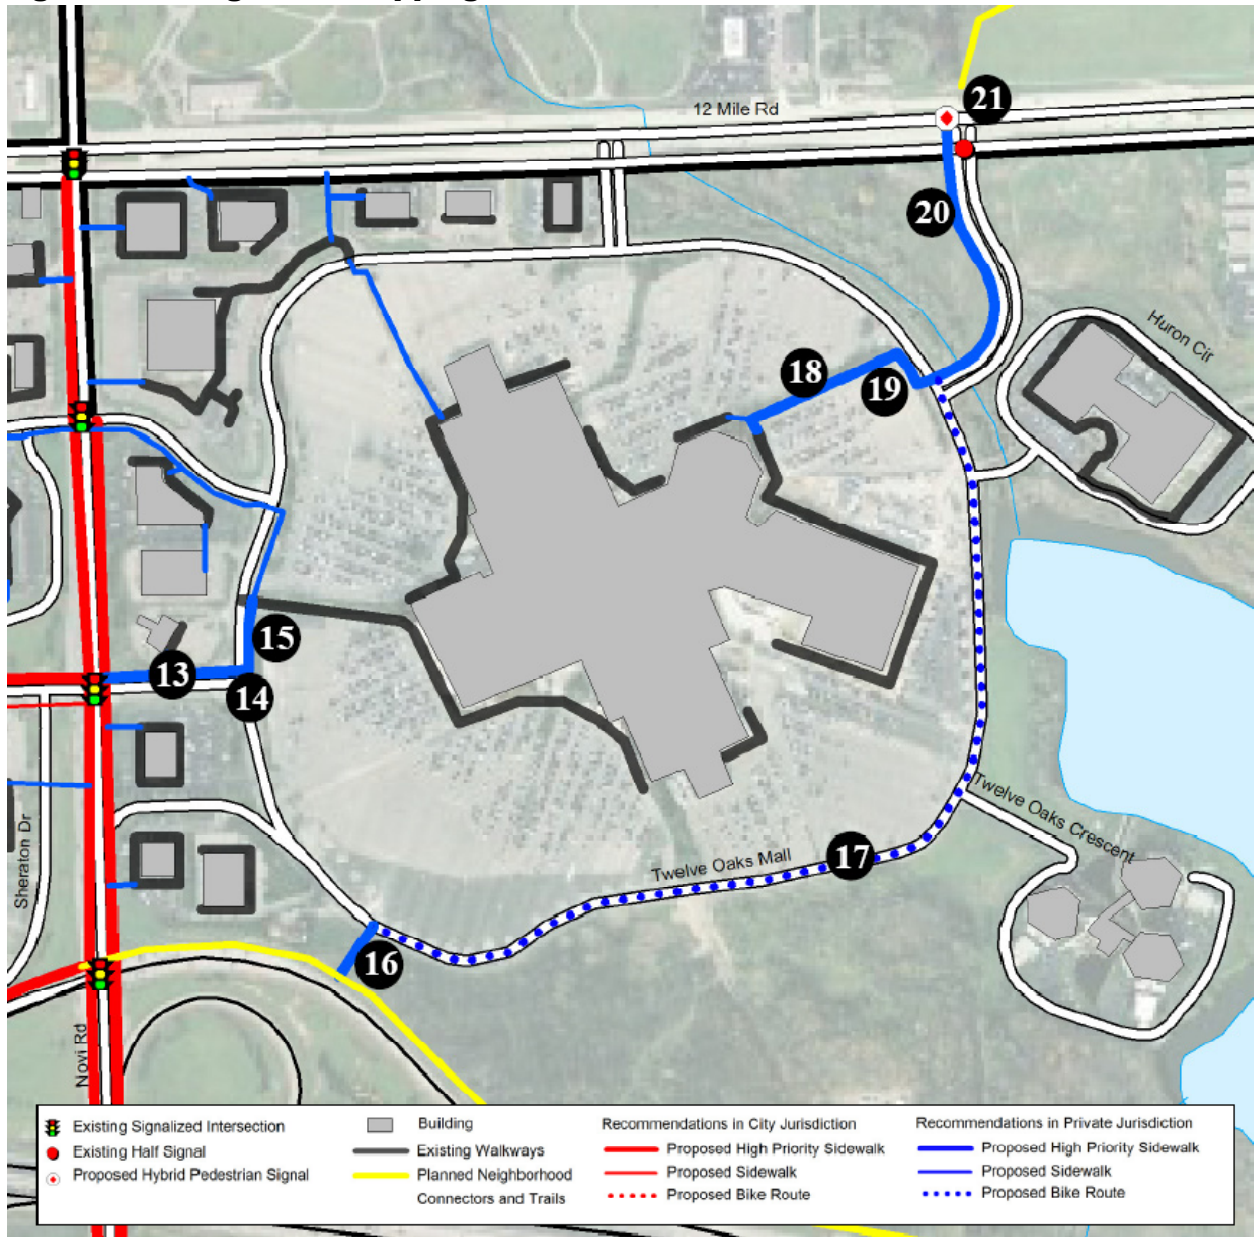 12 Mile Rd
21
20
Huron Cir
18
19
15
13
14
Twelve Oaks Crescent
Sheraton Dr
Twelve Oaks Mall
17
16
Novi Rd
Existing Signalized Intersection
Existing Half Signal
Proposed Hybrid Pedestrian Signal
Building
Existing Walkways
Planned Neighborhood
Connectors and Trails
Recommendations in City Jurisdiction
Proposed High Priority Sidewalk
Proposed Sidewalk
Proposed Bike Route
Recommendations in Private Jurisdiction
Proposed High Priority Sidewalk
Proposed Sidewalk
Proposed Bike Route